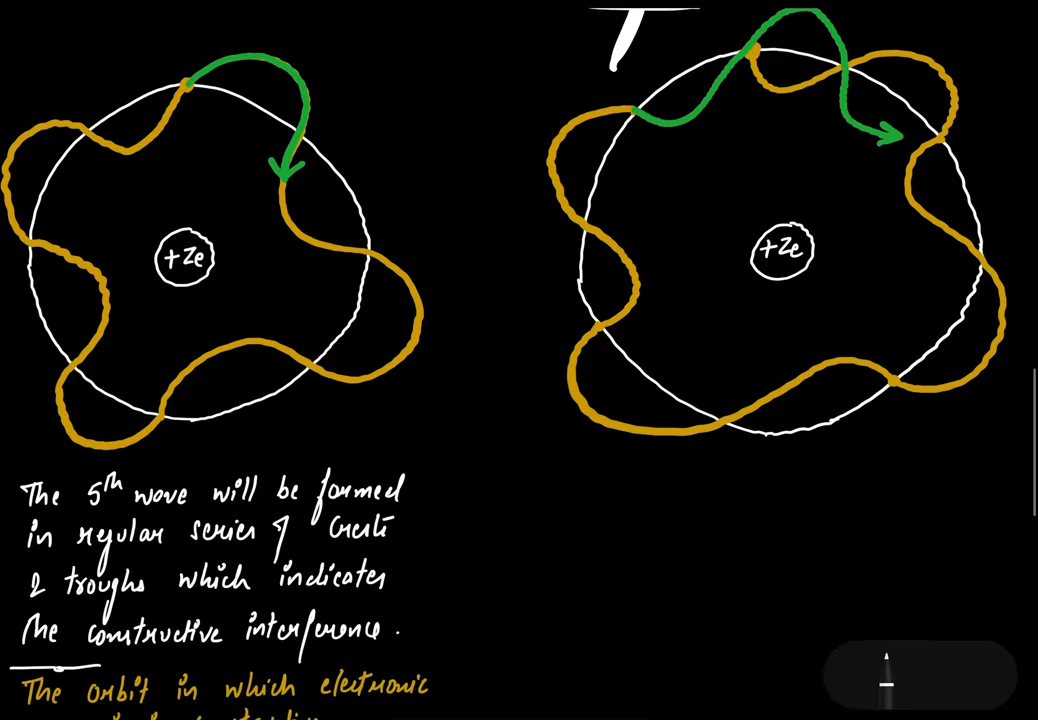 +Ze
+Ze
The 5th wave will be formed
in regular series of Crests
& troughs which indicates
the constructive interference.
The orbit in which electronic